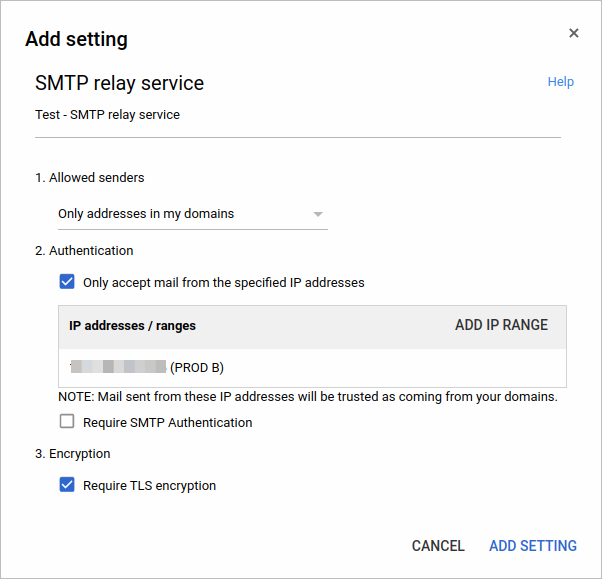 Add setting
×
SMTP relay service
Help
Test - SMTP relay service
1. Allowed senders
Only addresses in my domains
2. Authentication
Only accept mail from the specified IP addresses
IP addresses / ranges
ADD IP RANGE
(PROD B)
NOTE: Mail sent from these IP addresses will be trusted as coming from your domains.
Require SMTP Authentication
3. Encryption
Require TLS encryption
CANCEL
ADD SETTING